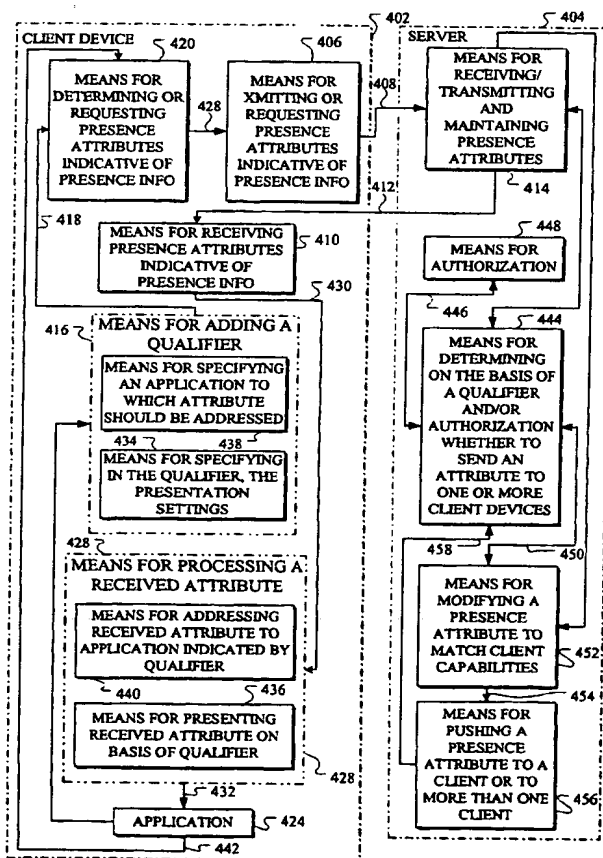 402
404
CLIENT DEVICE
420
406
SERVER
MEANS FOR
DETERMINING OR
REQUESTING
PRESENCE
ATTRIBUTES
INDICATIVE OF
PRESENCE INFO
428
MEANS FOR
XMITTING OR
REQUESTING
PRESENCE
ATTRIBUTES
INDICATIVE OF
PRESENCE INFO
408
MEANS FOR
RECEIVING/
TRANSMITTING
AND
MAINTAINING
PRESENCE
ATTRIBUTES
412
414
418
MEANS FOR RECEIVING
PRESENCE ATTRIBUTES
INDICATIVE OF
PRESENCE INFO
410
430
448
MEANS FOR
AUTHORIZATION
446
444
416
MEANS FOR ADDING A
QUALIFIER
MEANS FOR SPECIFYING
AN APPLICATION TO
WHICH ATTRIBUTE
SHOULD BE ADDRESSED
434
438
MEANS FOR SPECIFYING
IN THE QUALIFIER, THE
PRESENTATION
SETTINGS
MEANS FOR
DETERMINING
ON THE BASIS OF
A QUALIFIER
AND/OR
AUTHORIZATION
WHETHER TO
SEND AN
ATTRIBUTE TO
ONE OR MORE
CLIENT DEVICES
458
450
428
MEANS FOR PROCESSING A
RECEIVED ATTRIBUTE
MEANS FOR ADDRESSING
RECEIVED ATTRIBUTE TO
APPLICATION INDICATED BY
QUALIFIER
440
436
MEANS FOR PRESENTING
RECEIVED ATTRIBUTE ON
BASIS OF QUALIFIER
428
MEANS FOR
MODIFYING A
PRESENCE
ATTRIBUTE TO
MATCH CLIENT
CAPABILITIES
452
454
MEANS FOR
PUSHING A
PRESENCE
ATTRIBUTE TO A
CLIENT OR TO
MORE THAN ONE
CLIENT
456
432
APPLICATION
424
442